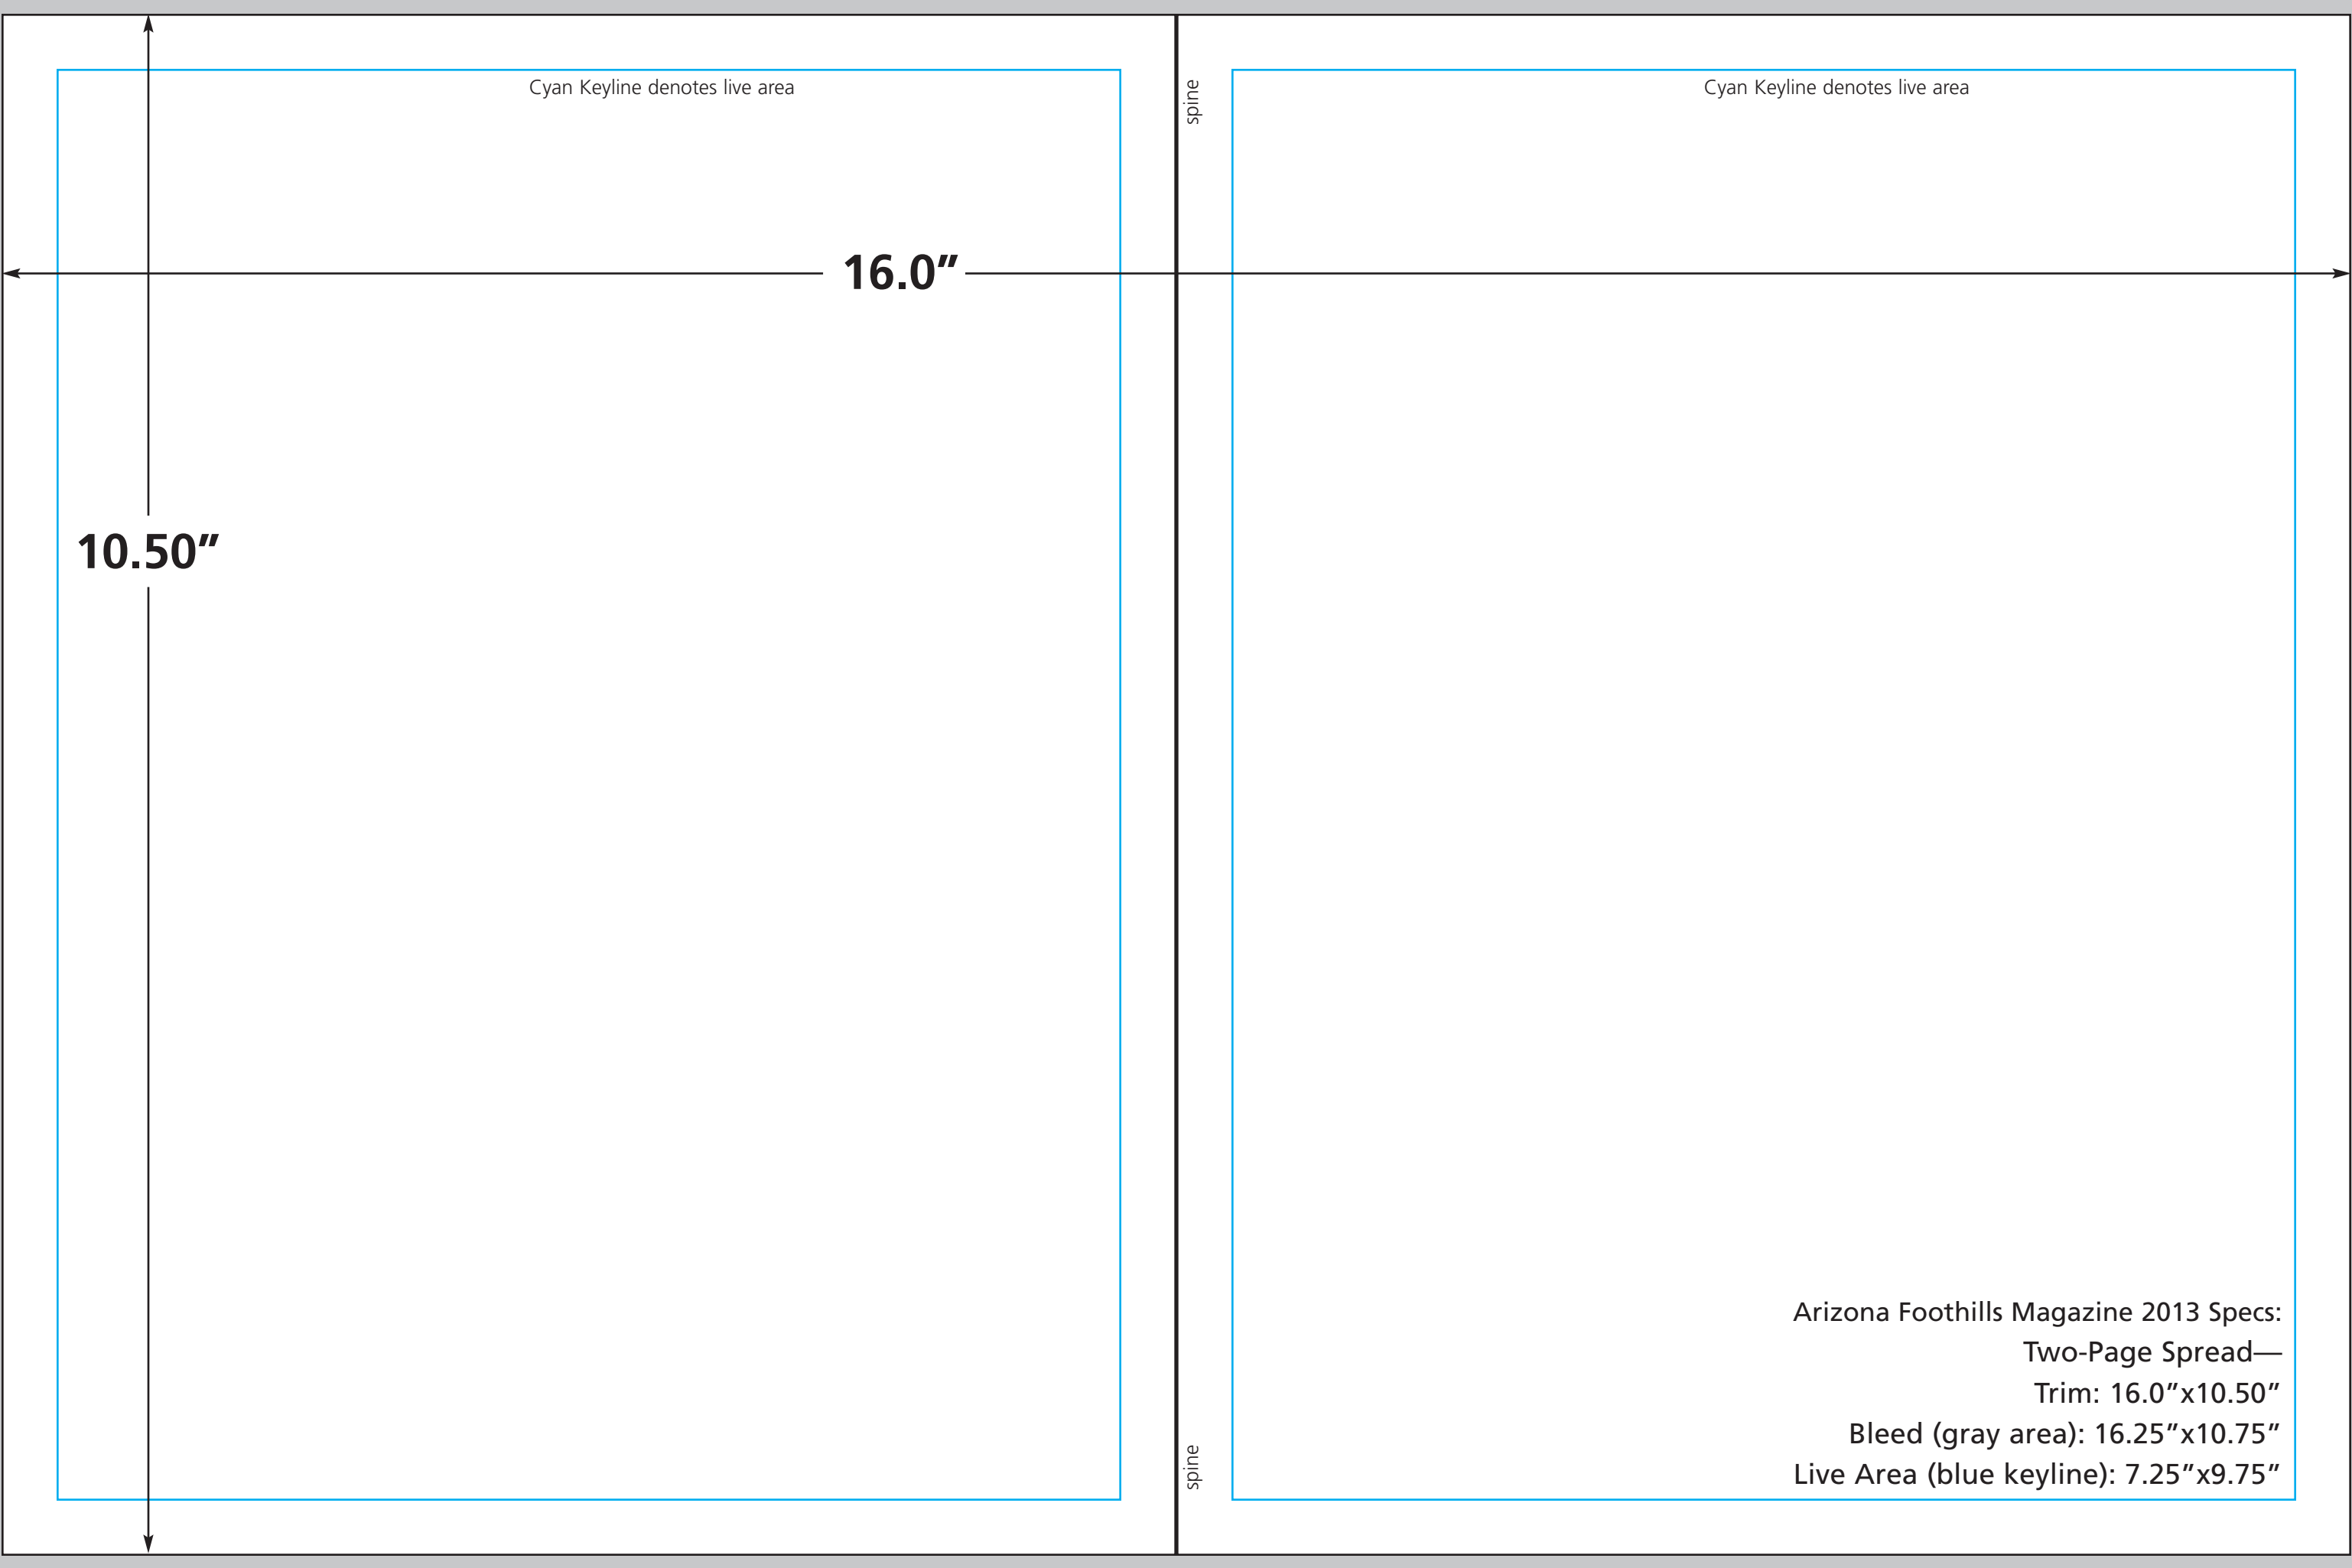 Cyan Keyline denotes live area
spine
Cyan Keyline denotes live area
16.0”
10.50”
Arizona Foothills Magazine 2013 Specs:
Two-Page Spread—
Trim: 16.0”x10.50”
Bleed (gray area): 16.25”x10.75”
Live Area (blue keyline): 7.25”x9.75”
spine